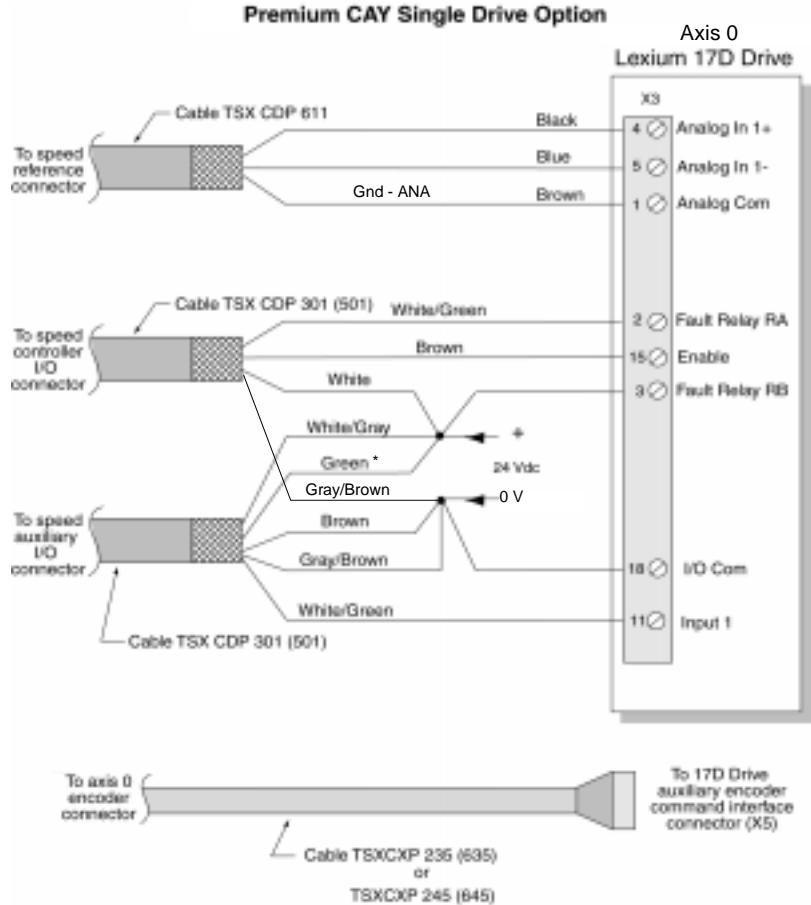 Premium CAY Single Drive Option
Axis 0
Lexium 17D Drive
X3
Cable TSX CDP 611
To speed
reference
connector
Black
4
Analog In 1+
Blue
5
Analog In 1-
Gnd - ANA
Brown
1
Analog Com
Cable TSX CDP 301 (501)
To speed
controller
I/O
connector
White/Green
2
Fault Relay RA
Brown
15
Enable
White
3
Fault Relay RB
White/Gray
+
Green *
24 Vdc
Gray/Brown
0 V
To speed
auxiliary
I/O
connector
Brown
Gray/Brown
18
I/O Com
White/Green
11
Input 1
Cable TSX CDP 301 (501)
To axis 0
encoder
connector
To 17D Drive
auxiliary encoder
command interface
connector (X5)
Cable TSXCXP 235 (635)
or
TSXCXP 245 (645)